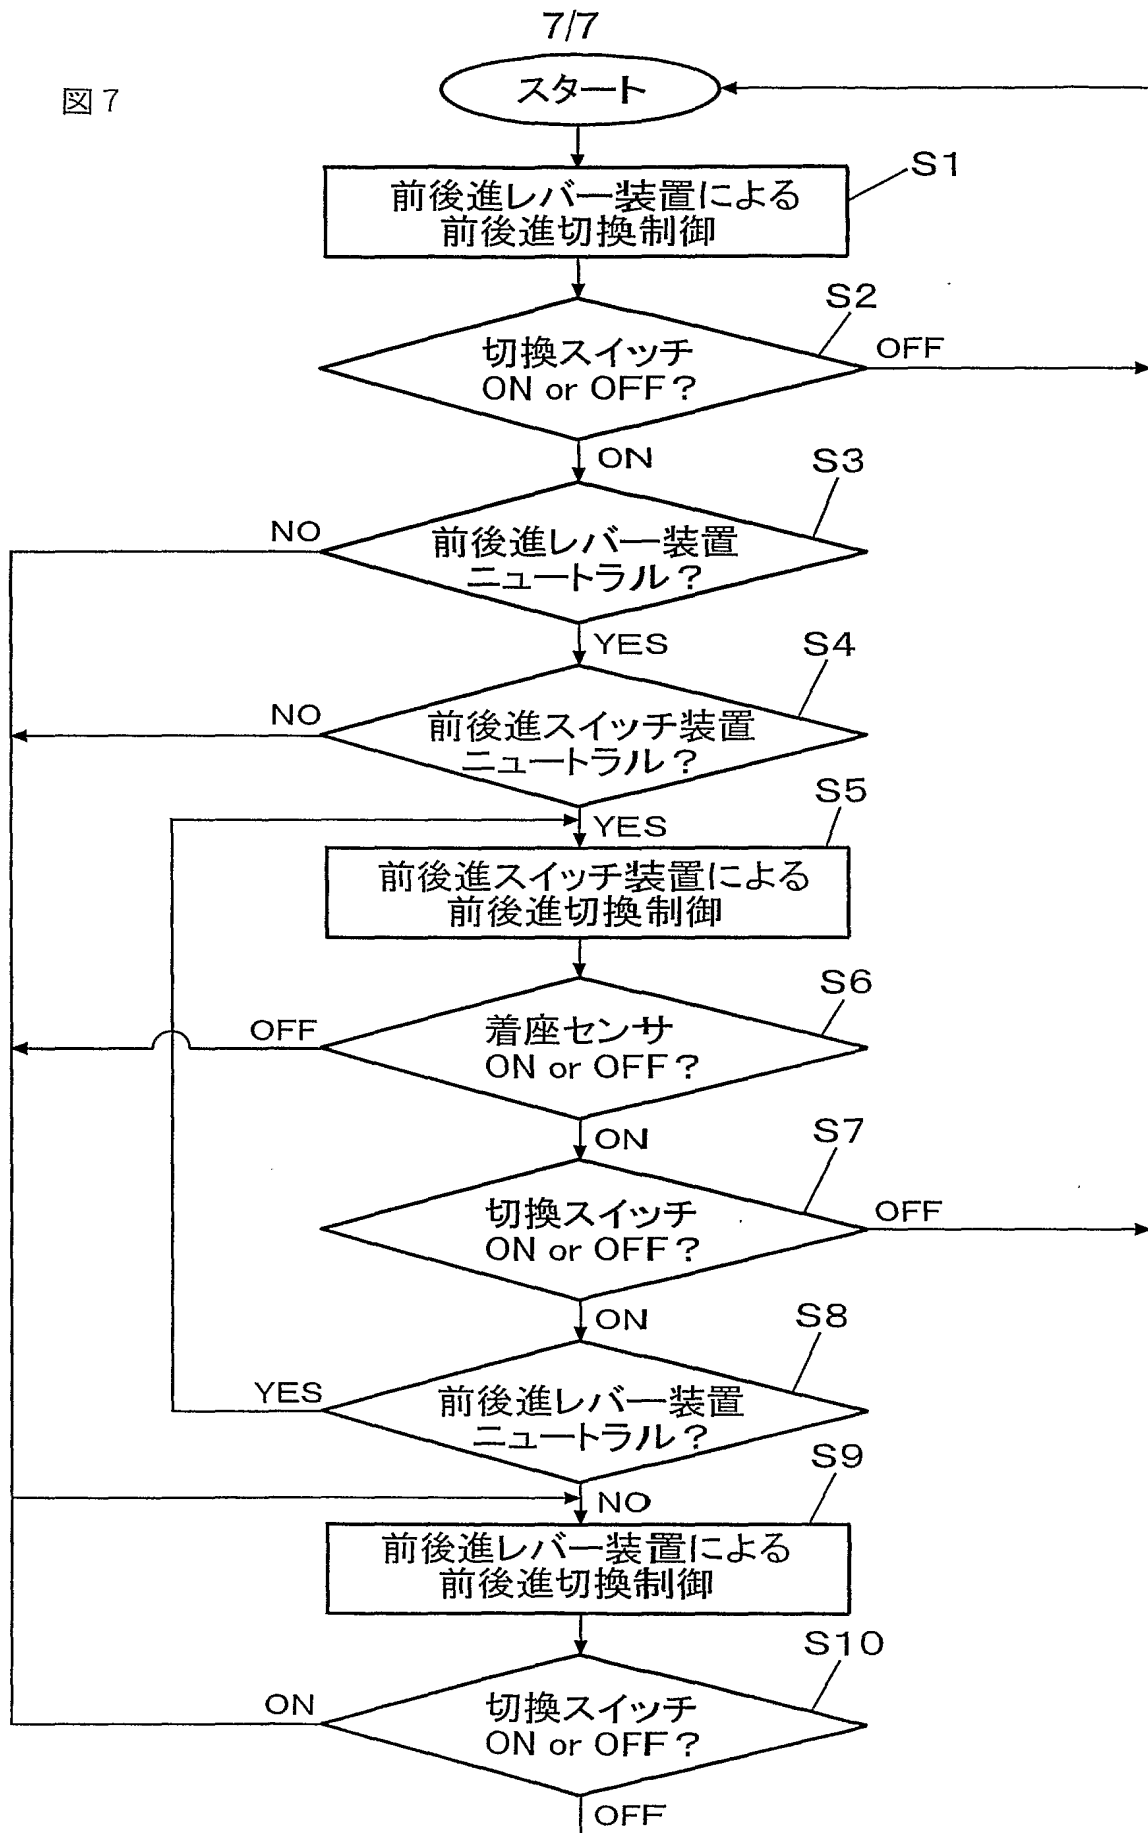 7/7
図7
スタート
S1
前後進レバー装置による
前後進切換制御
S2
切換スイッチ
ON or OFF?
OFF
ON
S3
NO
前後進レバー装置
ニュートラル?
YES
S4
NO
前後進スイッチ装置
ニュートラル?
YES
S5
前後進スイッチ装置による
前後進切換制御
S6
OFF
着座センサ
ON or OFF?
ON
S7
切換スイッチ
ON or OFF?
OFF
ON
S8
YES
前後進レバー装置
ニュートラル?
NO
S9
前後進レバー装置による
前後進切換制御
S10
ON
切換スイッチ
ON or OFF?
OFF